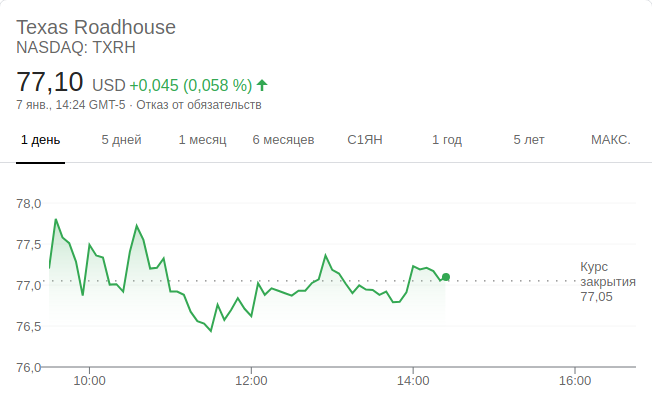 Texas Roadhouse
NASDAQ: TXRH
77,10 USD +0,045 (0,058 %)
7 янв., 14:24 GMT-5 · Отказ от обязательств
1 день 5 дней 1 месяц 6 месяцев С1ЯН 1 год 5 лет МАКС.
78,0
77,5
77,0
76,5
76,0
Курс
закрытия
77,05
10:00 12:00 14:00 16:00